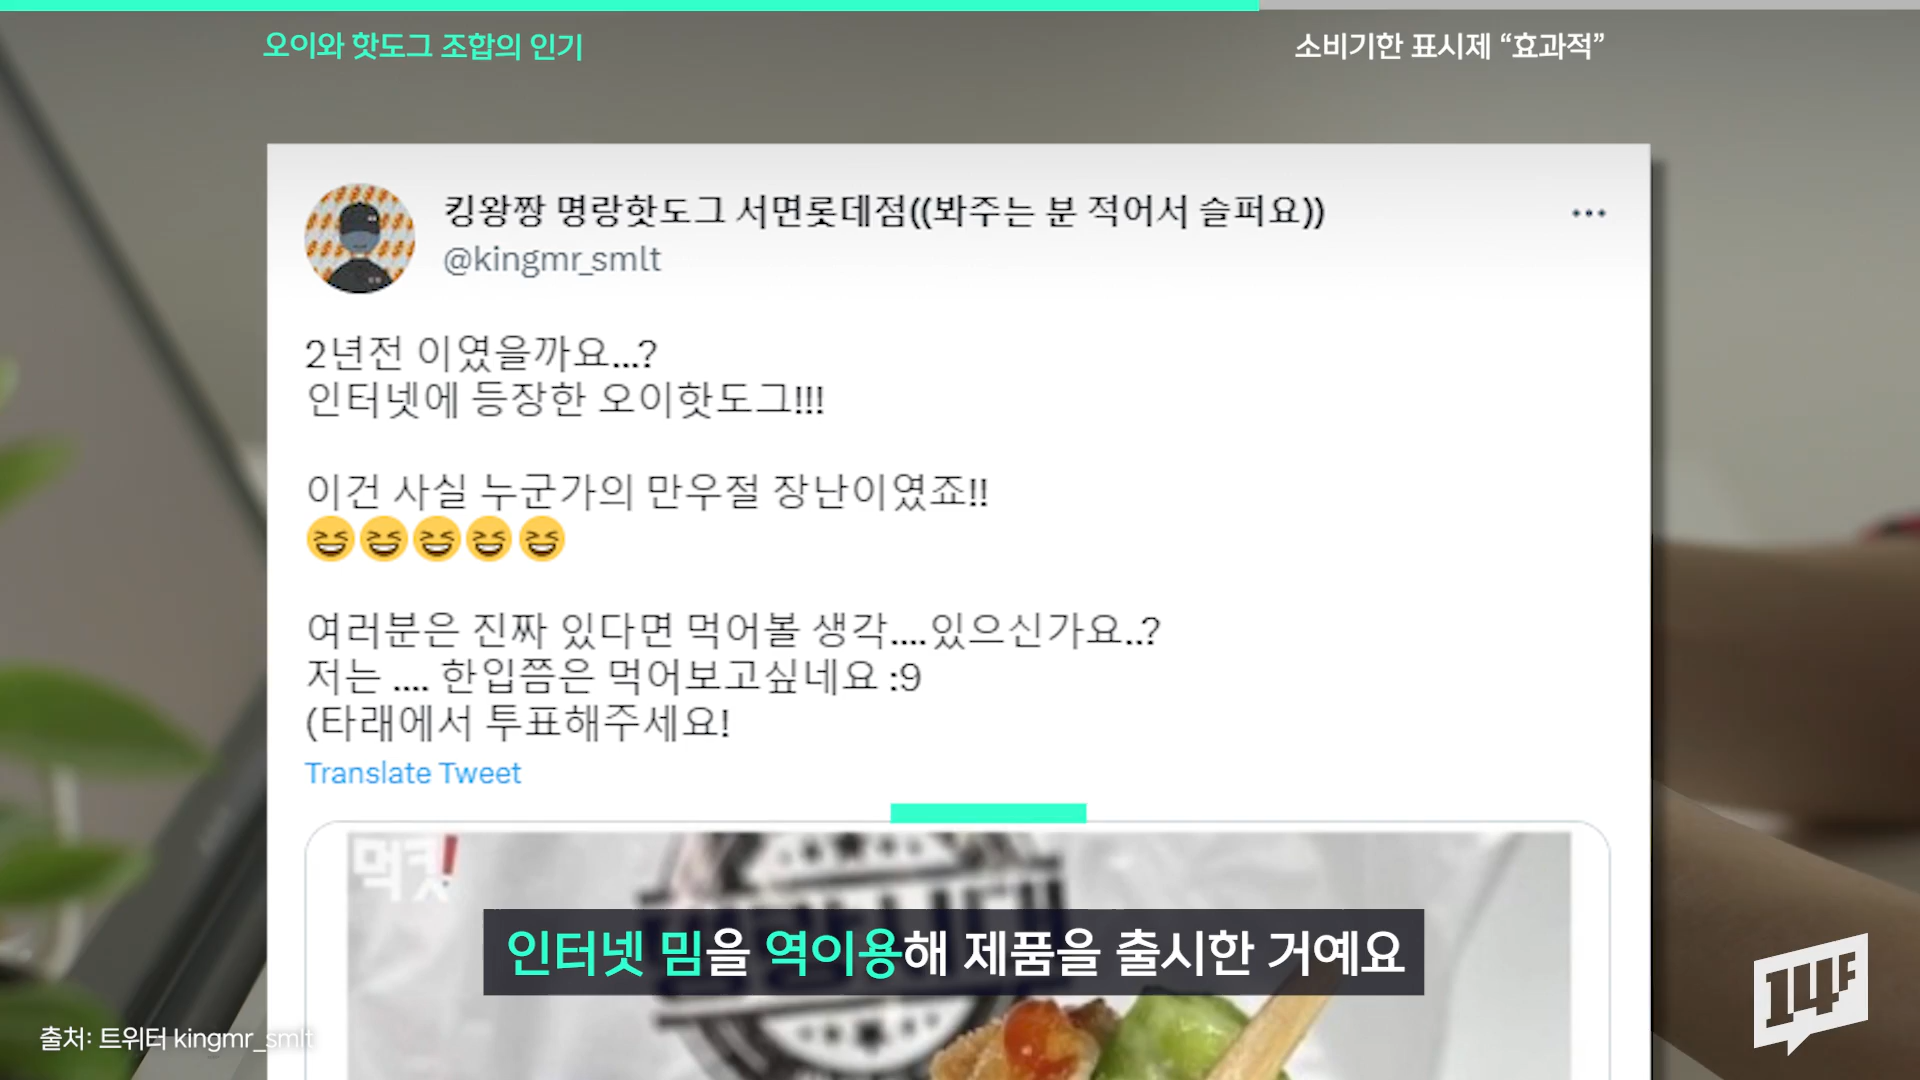 오이와 핫도그 조합의 인기
소비기한 표시제 “효과적”
킹왕짱 명랑핫도그 서면롯데점((봐주는 분 적어서 슬퍼요))
@kingmr_smlt
2년전 이였을까요...?
인터넷에 등장한 오이핫도그!!!
이건 사실 누군가의 만우절 장난이였죠!!
여러분은 진짜 있다면 먹어볼 생각....있으신가요..?
저는 .... 한입쯤은 먹어보고싶네요 :9
(타래에서 투표해주세요!
Translate Tweet
먹킷!
인터넷 밈을 역이용해 제품을 출시한 거예요
출처: 트위터 kingmr_smlt
14F